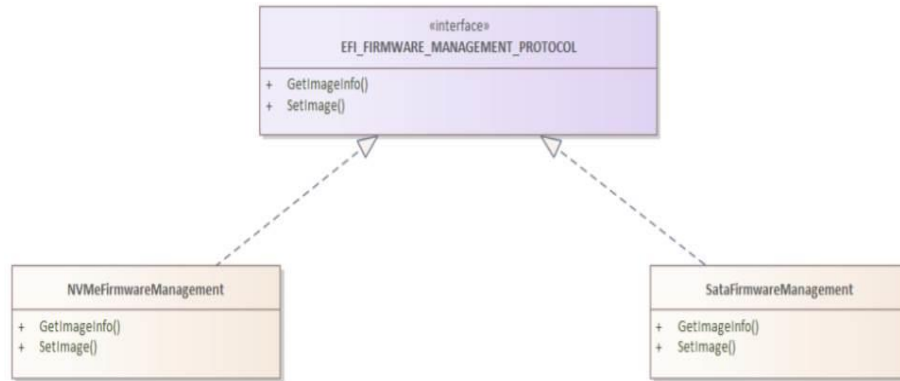 «interface»
EFI_FIRMWARE_MANAGEMENT_PROTOCOL
+ GetImageInfo()
+ SetImage()
NVMeFirmwareManagement
+ GetImageInfo()
+ SetImage()
SataFirmwareManagement
+ GetImageInfo()
+ SetImage()